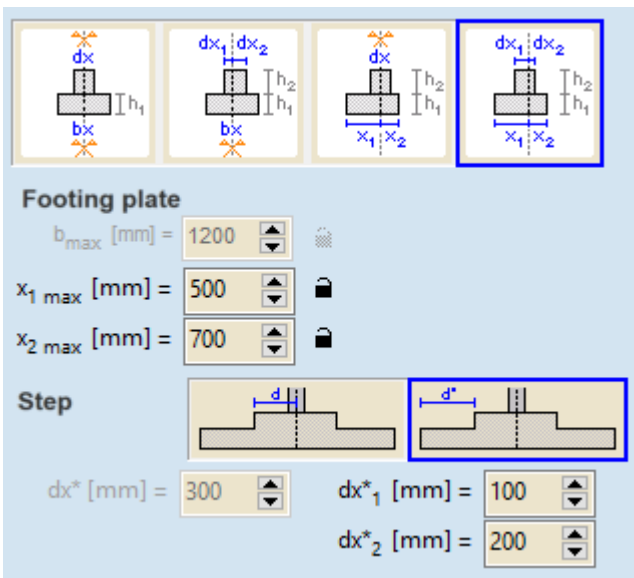 dx dx₁ dx₂ dx dx₁ dx₂
h₁ h₂ h₁ h₁ h₂ h₁ h₂
bx bx x₁ x₂ x₁ x₂
Footing plate
b_max [mm] = 1200
x₁ max [mm] = 500
x₂ max [mm] = 700
Step d d*
dx* [mm] = 300 dx*₁ [mm] = 100
dx*₂ [mm] = 200